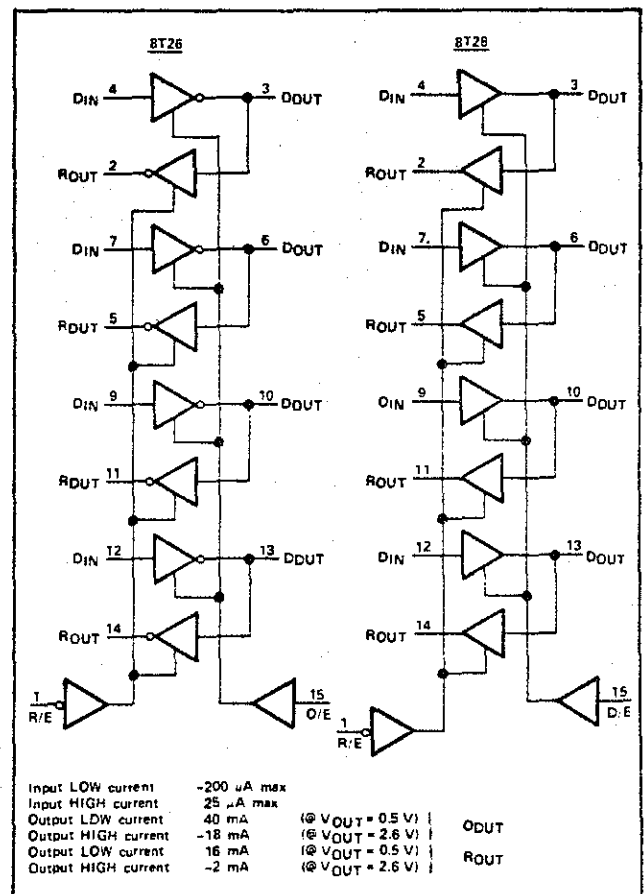 8T26 8T28
DIN 4 3 DOUT DIN 4 3 DOUT
ROUT 2 ROUT 2
DIN 7 6 DOUT DIN 7. 6 DOUT
ROUT 5 ROUT 5
DIN 9 10 DOUT DIN 9 10 DOUT
ROUT 11 ROUT 11
DIN 12 13 DOUT DIN 12 13 DOUT
ROUT 14 ROUT 14
1 15 15
R/E D/E 1 D/E
R/E
Input LOW current -200 µA max
Input HIGH current 25 µA max
Output LOW current 40 mA (@ VOUT = 0.5 V)
Output HIGH current -18 mA (@ VOUT = 2.6 V) DOUT
Output LOW current 16 mA (@ VOUT = 0.5 V)
Output HIGH current -2 mA (@ VOUT = 2.6 V) ROUT